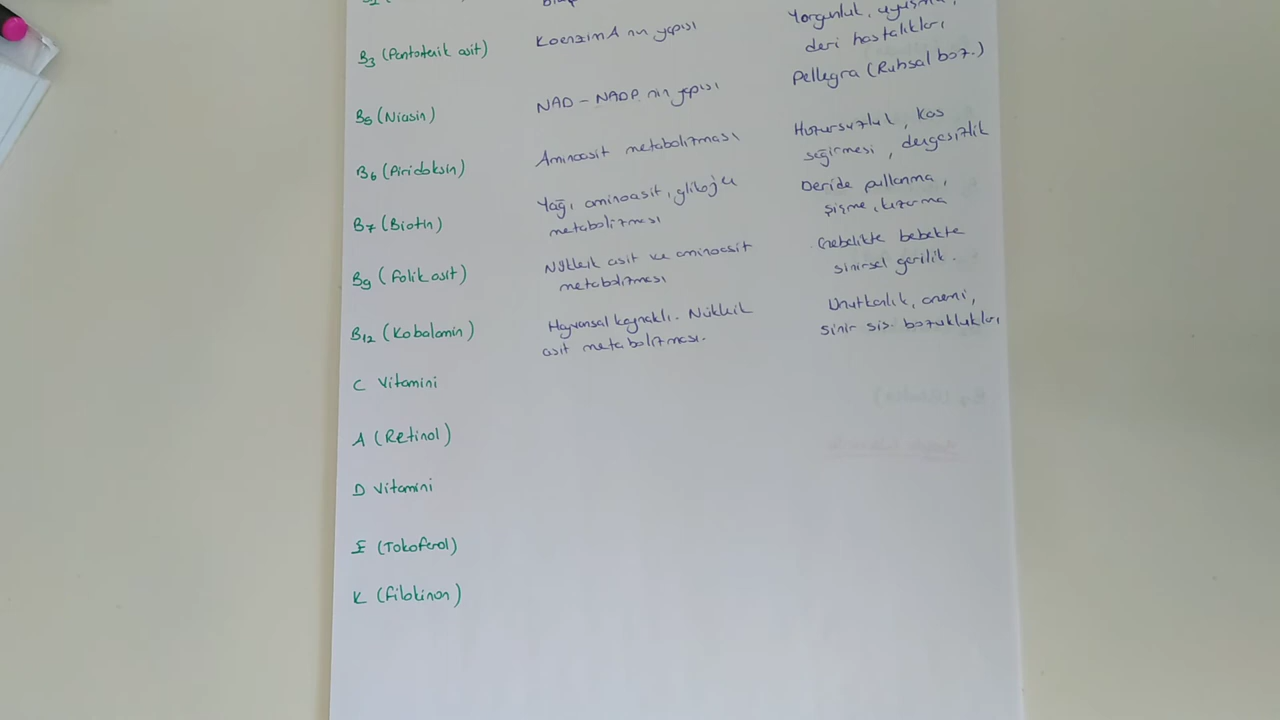 B3 (Pantotenik asit)
KoenzimA nın yapısı
Yorgunluk, uyuşma,
deri hastalıkları
B5 (Niasin)
NAD - NADP nin yapısı
Pellegra (Ruhsal boz.)
B6 (Piridoksin)
Aminoasit metabolizması
Huzursuzluk, kas
seğirmesi, dengesizlik
B7 (Biotin)
Yağ, aminoasit, glikojen
metabolizması
Deride pullanma,
şişme, kızarma
B9 (Folik asit)
Nükleik asit ve aminoasit
metabolizması
Gebelikte bebekte
sinirsel gerilik.
B12 (Kobalamin)
Hayvansal kaynaklı. Nükleik
asit metabolizması.
Unutkanlık, anemi,
sinir sis. bozuklukları
C Vitamini
A (Retinol)
D Vitamini
E (Tokoferol)
K (Filokinon)